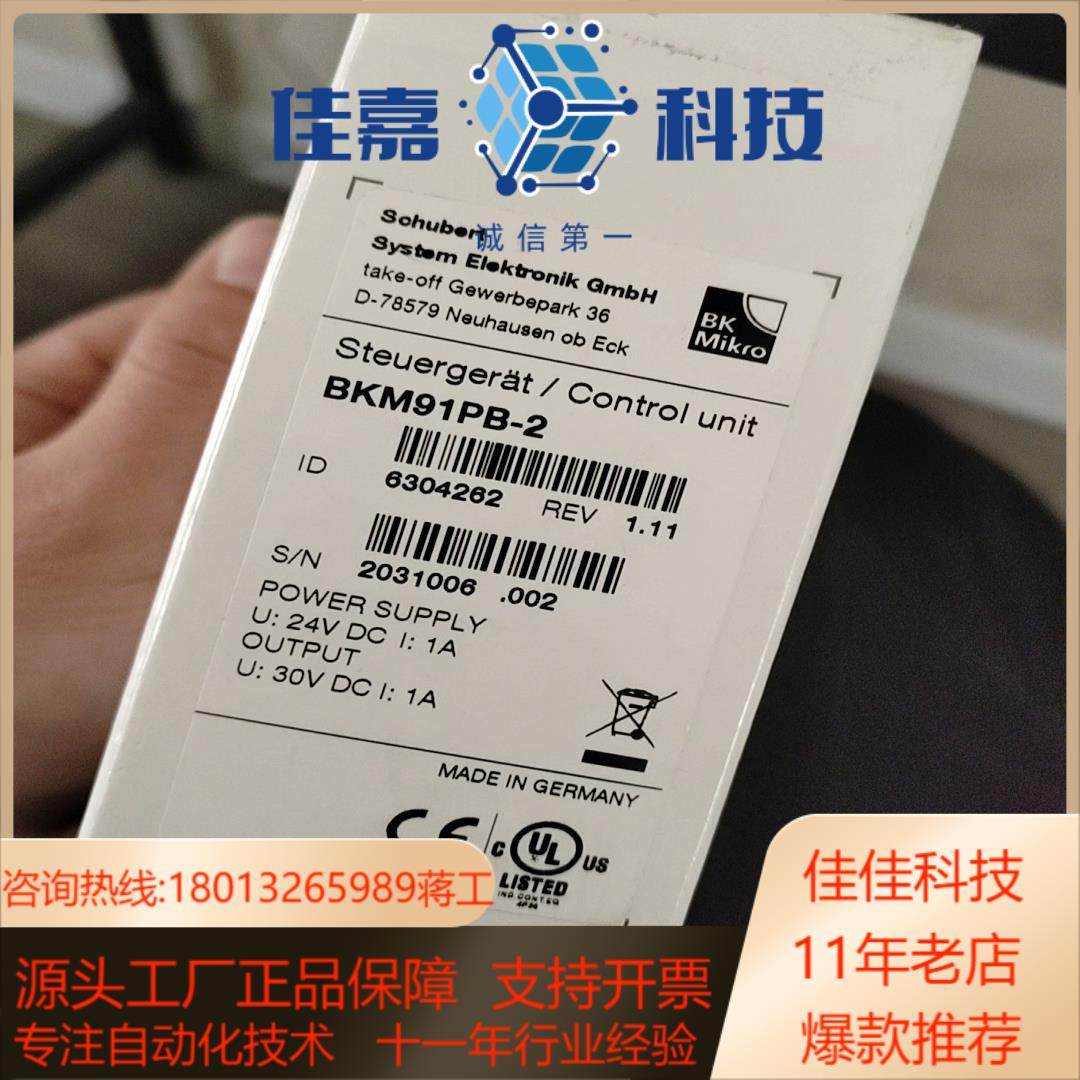 佳嘉 科技
诚信第一
Schubert
System Elektronik GmbH
take-off Gewerbepark 36
D-78579 Neuhausen ob Eck
BK
Mikro
Steuergerät / Control unit
BKM91PB-2
ID
6304262 REV 1.11
S/N
2031006 .002
POWER SUPPLY
U: 24V DC I: 1A
OUTPUT
U: 30V DC I: 1A
MADE IN GERMANY
CE
C UL US
LISTED
IND CONT EQ
咨询热线:18013265989蒋工
佳佳科技
11年老店
爆款推荐
源头工厂正品保障 支持开票
专注自动化技术 十一年行业经验